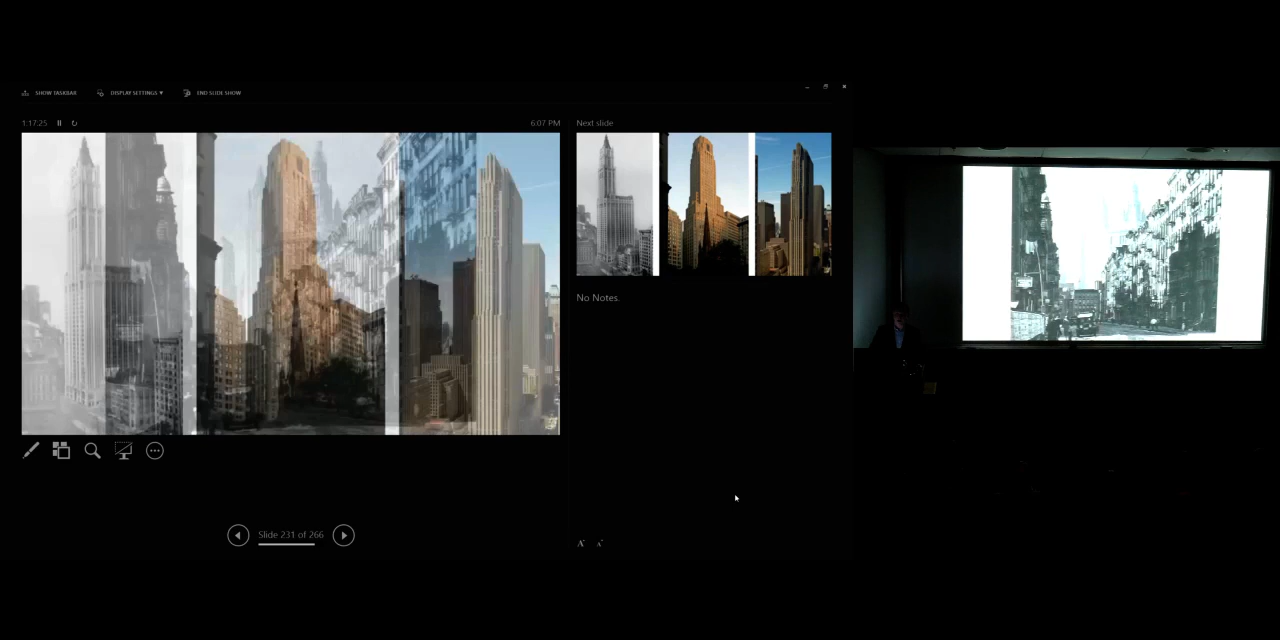 SHOW TASKBAR DISPLAY SETTINGS ▼ END SLIDE SHOW
1:17:25 6:07 PM
Next slide
No Notes.
Slide 231 of 266
A A